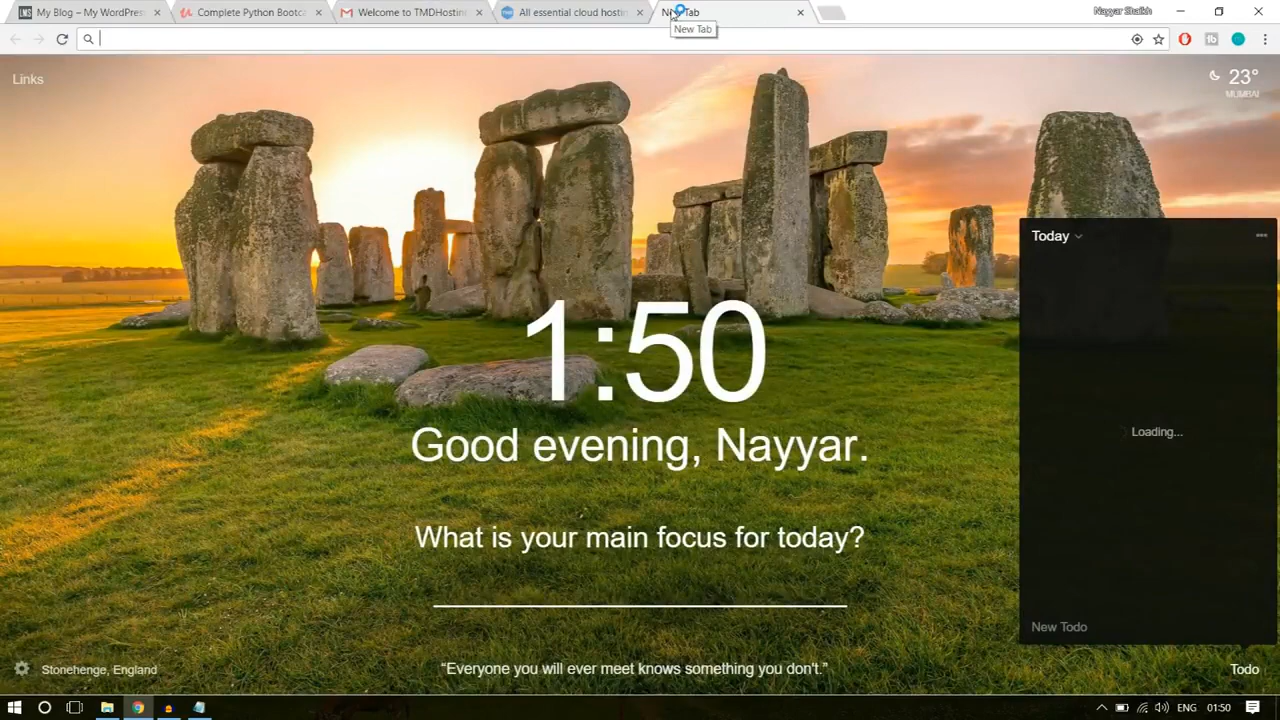 My Blog – My WordPress
Complete Python Bootca
Welcome to TMDHostin
All essential cloud hostin
New Tab
Nayyar Shaikh
New Tab
Links
23°
MUMBAI
Today
1:50
Loading...
Good evening, Nayyar.
What is your main focus for today?
New Todo
Stonehenge, England
“Everyone you will ever meet knows something you don't.”
Todo
ENG
01:50